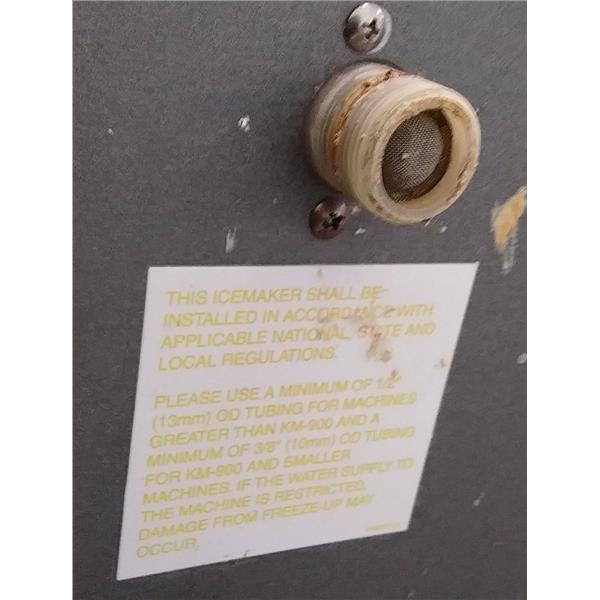 THIS ICEMAKER SHALL BE
INSTALLED IN ACCORDANCE WITH
APPLICABLE NATIONAL, STATE AND
LOCAL REGULATIONS.
PLEASE USE A MINIMUM OF 1/2"
(13mm) OD TUBING FOR MACHINES
GREATER THAN KM-900 AND A
MINIMUM OF 3/8" (10mm) OD TUBING
FOR KM-900 AND SMALLER
MACHINES. IF THE WATER SUPPLY TO
THE MACHINE IS RESTRICTED,
DAMAGE FROM FREEZE-UP MAY
OCCUR.